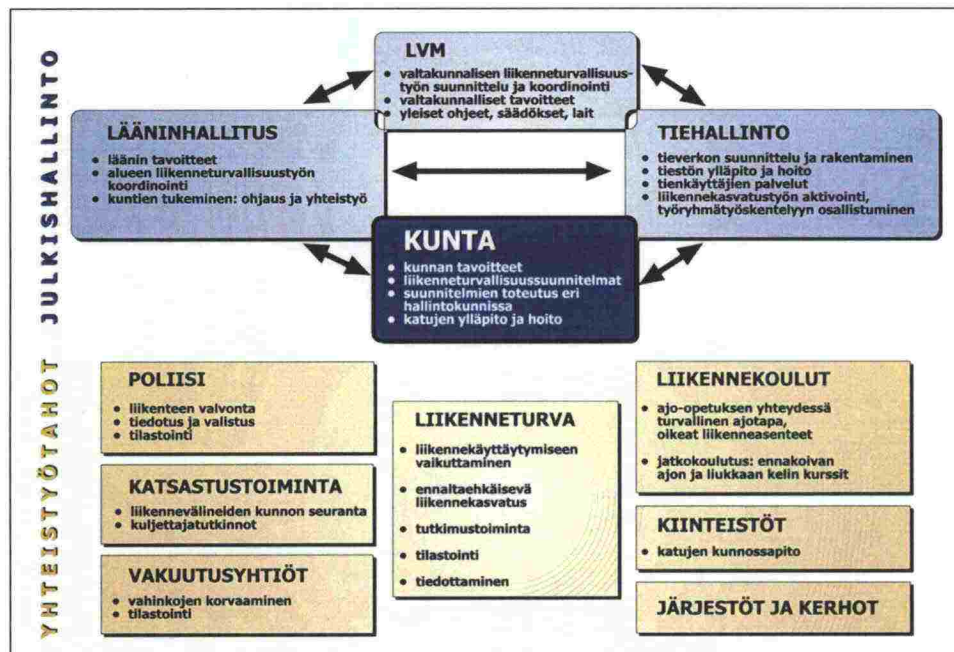 JULKISHALLINTO
LVM
• valtakunnalisen liikenneturvallisuus-
työn suunnittelu ja koordinointi
• valtakunnalliset tavoitteet
• yleiset ohjeet, säädökset, lait
LÄÄNINHALLITUS
• läänin tavoitteet
• alueen liikenneturvallisuustyön
koordinointi
• kuntien tukeminen: ohjaus ja yhteistyö
TIEHALLINTO
• tieverkon suunnittelu ja rakentaminen
• tiestön ylläpito ja hoito
• tienkäyttäjien palvelut
• liikennekasvatustyön aktivointi,
työryhmätyöskentelyyn osallistuminen
KUNTA
• kunnan tavoitteet
• liikenneturvallisuussuunnitelmat
• suunnitelmien toteutus eri
hallintokunnissa
• katujen ylläpito ja hoito
YHTEISTYÖTAHOT
POLIISI
• liikenteen valvonta
• tiedotus ja valistus
• tilastointi
KATSASTUSTOIMINTA
• liikennevälineiden kunnon seuranta
• kuljettajatutkinnot
VAKUUTUSYHTIÖT
• vahinkojen korvaaminen
• tilastointi
LIIKENNETURVA
• liikennekäyttäytymiseen
vaikuttaminen
• ennaltaehkäisevä
liikennekasvatus
• tutkimustoiminta
• tilastointi
• tiedottaminen
LIIKENNEKOULUT
• ajo-opetuksen yhteydessä
turvallinen ajotapa,
oikeat liikenneasenteet
• jatkokoulutus: ennakoivan
ajon ja liukkaan kelin kurssit
KIINTEISTÖT
• katujen kunnossapito
JÄRJESTÖT JA KERHOT